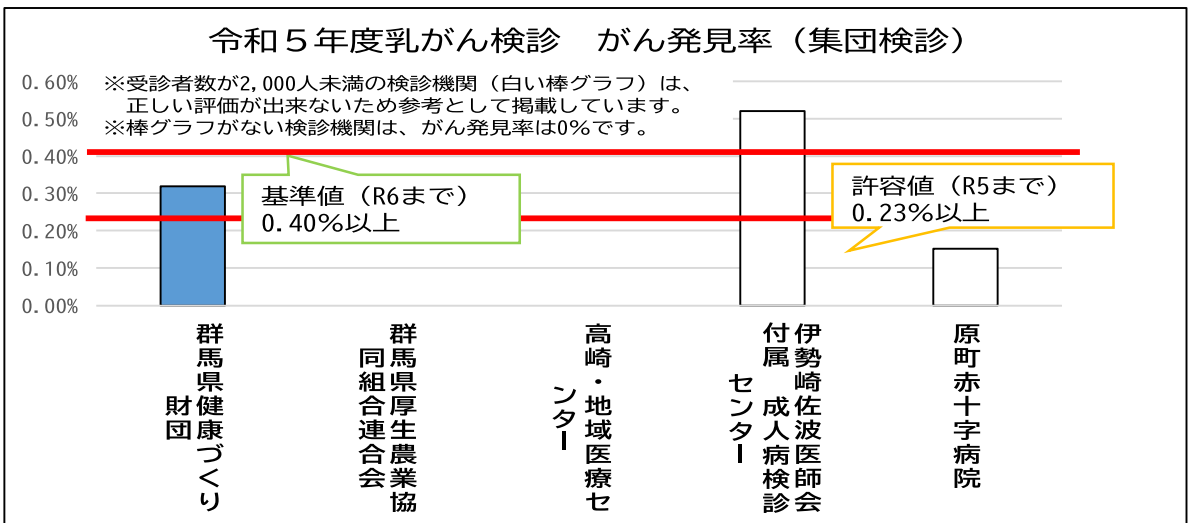 令和５年度乳がん検診　がん発見率（集団検診）
0.60%
0.50%
0.40%
0.30%
0.20%
0.10%
0.00%
※受診者数が2,000人未満の検診機関（白い棒グラフ）は、
正しい評価が出来ないため参考として掲載しています。
※棒グラフがない検診機関は、がん発見率は0％です。
基準値（R6まで）
0.40%以上
許容値（R5まで）
0.23%以上
群馬県健康づくり
財団
群馬県厚生農業協
同組合連合会
高崎・地域医療セ
ンター
伊勢崎佐波医師会
付属　成人病検診
センター
原町赤十字病院